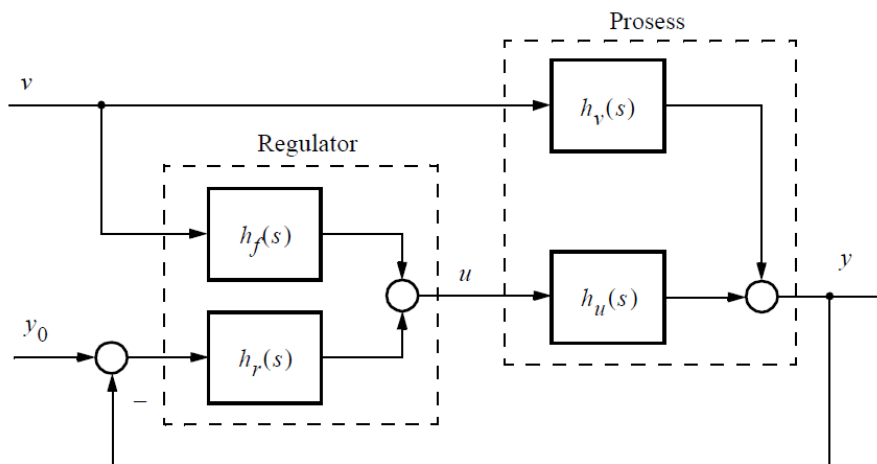 Prosess
v
h_v(s)
Regulator
h_f(s)
u
h_u(s)
y
y_0
h_r(s)
−